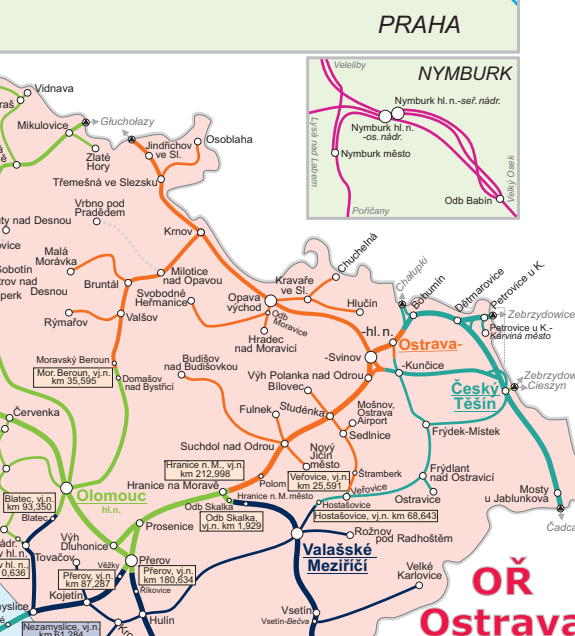 PRAHA
Veleliby
NYMBURK
Nymburk hl. n.-seř. nádr.
Nymburk hl. n.
-os. nádr.
Lysá nad Labem
Nymburk město
Velký Osek
Odb Babín
Poříčany
Vidnava
Mikulovice
Głuchołazy
Zlaté
Hory
Jindřichov
ve Sl.
Osoblaha
Třemešná ve Slezsku
Vrbno pod
Pradědem
Krnov
Malá
Morávka
Milotice
nad Opavou
Bruntál
Desnou
Rýmařov
Valšov
Svobodné
Heřmanice
Opava
východ
Odb
Moravice
Hradec
nad Moravicí
Kravaře
ve Sl.
Chuchelná
Hlučín
Chałupki
Bohumín
Dětmarovice
Petrovice u K.
Zebrzydowice
Petrovice u K.-
Karviná město
-hl. n.
Ostrava-
-Svinov
-Kunčice
Český
Těšín
Zebrzydow
Cieszyn
Moravský Beroun
Mor. Beroun, vj.n.
km 35,595
Domašov
nad Bystřicí
Budišov
nad Budišovkou
Výh Polanka nad Odrou
Bílovec
Fulnek
Studénka
Mošnov,
Ostrava
Airport
Sedlnice
Suchdol nad Odrou
Nový
Jičín
město
Štramberk
Frýdek-Místek
Frýdlant
nad Ostravicí
Ostravice
Mosty
u Jablunkova
Čadca
Červenka
Olomouc
hl.n.
Hranice n. M., vj.n.
km 212,998
Polom
Hranice na Moravě
Hranice n.M. město
Veřovice, vj.n.
km 25,591
Veřovice
Hostašovice
Hostašovice, vj.n. km 68,643
Odb Skalka
Odb Skalka,
vj.n. km 1,929
Blatec, vj.n.
km 93,350
Blatec
Prosenice
Výh
Dluhonice
Tovačov
Přerov
Přerov, vj.n.
km 180,634
Věžky
Přerov, vj.n.
km 87,287
Říkovice
Kojetín
Hulín
Nezamyslice, vj.n.
km 61,284
Rožnov
pod Radhoštěm
Valašské
Meziříčí
Velké
Karlovice
Vsetín
Vsetín-Bečva
OŘ
Ostrava